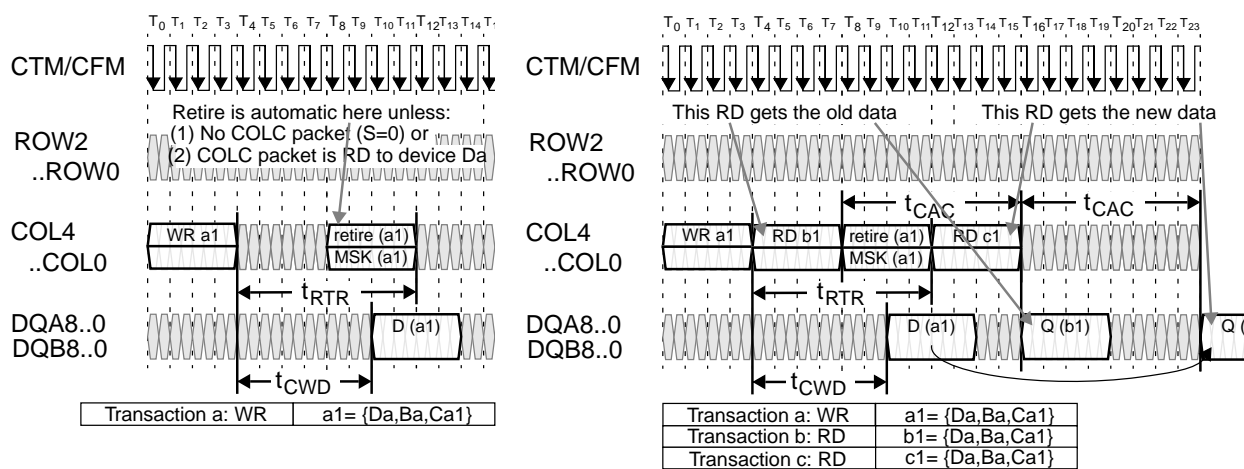 T0 T1 T2 T3 T4 T5 T6 T7 T8 T9 T10 T11 T12 T13 T14
CTM/CFM
Retire is automatic here unless:
(1) No COLC packet (S=0) or
(2) COLC packet is RD to device Da
ROW2
..ROW0
COL4
..COL0
WR a1
retire (a1)
MSK (a1)
tRTR
DQA8..0
DQB8..0
D (a1)
tCWD
Transaction a: WR a1= {Da,Ba,Ca1}
T0 T1 T2 T3 T4 T5 T6 T7 T8 T9 T10 T11 T12 T13 T14 T15 T16 T17 T18 T19 T20 T21 T22 T23
CTM/CFM
This RD gets the old data
This RD gets the new data
ROW2
..ROW0
tCAC
tCAC
COL4
..COL0
WR a1
RD b1
retire (a1)
MSK (a1)
RD c1
tRTR
DQA8..0
DQB8..0
D (a1)
Q (b1)
Q (
tCWD
Transaction a: WR a1= {Da,Ba,Ca1}
Transaction b: RD b1= {Da,Ba,Ca1}
Transaction c: RD c1= {Da,Ba,Ca1}